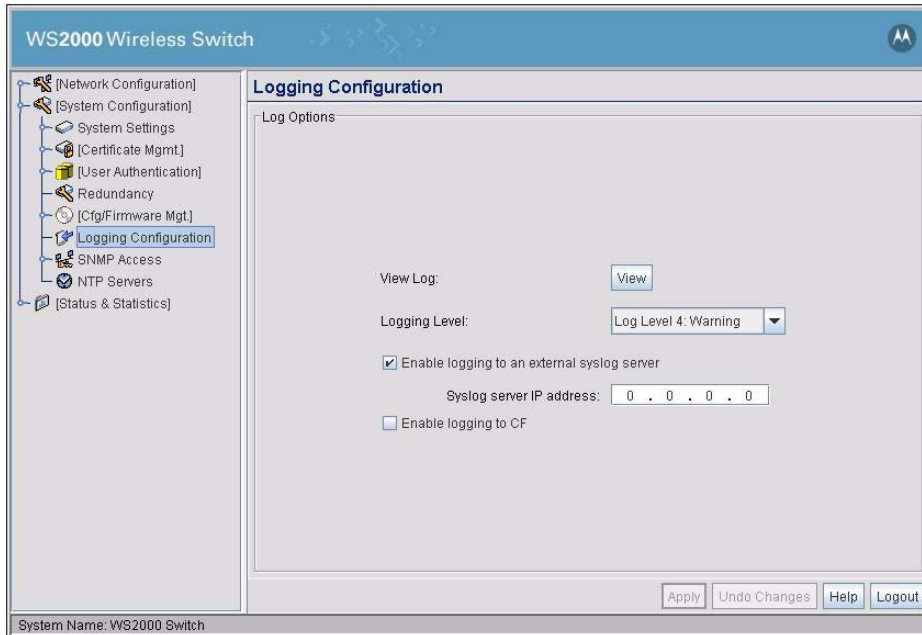 WS2000 Wireless Switch
[Network Configuration]
[System Configuration]
System Settings
[Certificate Mgmt.]
[User Authentication]
Redundancy
[Cfg/Firmware Mgt.]
Logging Configuration
SNMP Access
NTP Servers
[Status & Statistics]
Logging Configuration
Log Options
View Log: View
Logging Level: Log Level 4: Warning
Enable logging to an external syslog server
Syslog server IP address: 0 . 0 . 0 . 0
Enable logging to CF
Apply Undo Changes Help Logout
System Name: WS2000 Switch